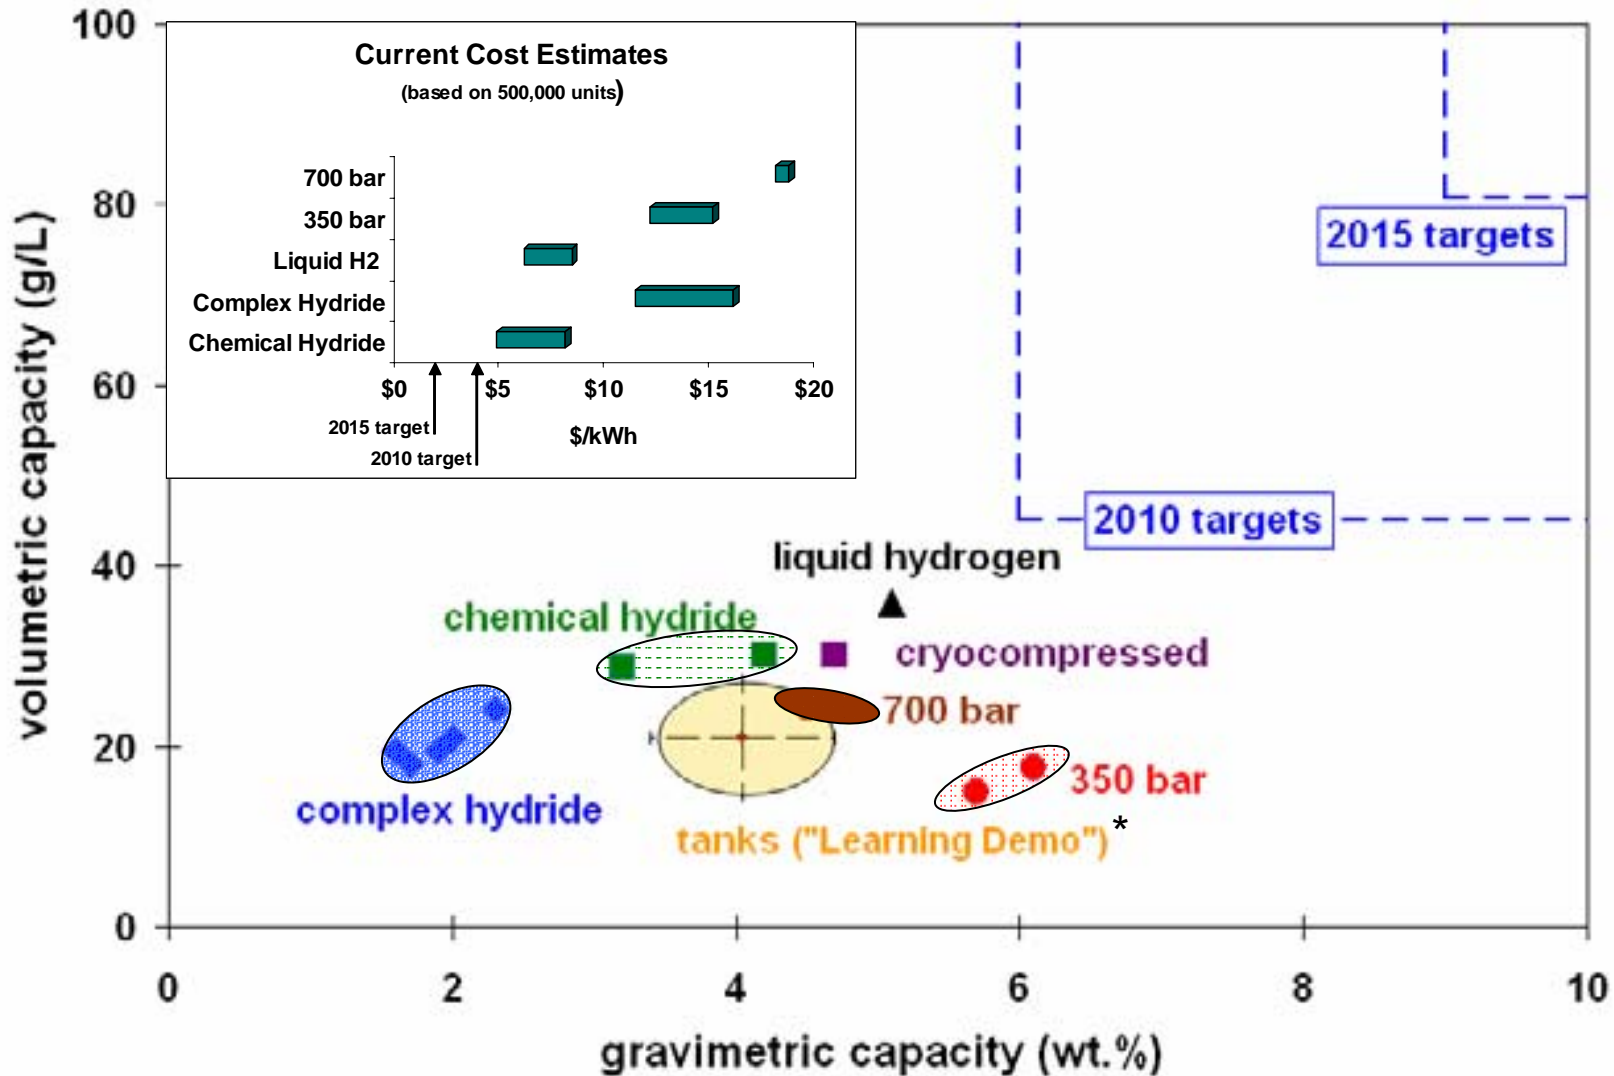 100
80
60
40
20
0
volumetric capacity (g/L)
Current Cost Estimates
(based on 500,000 units)
700 bar
350 bar
Liquid H2
Complex Hydride
Chemical Hydride
$0 $5 $10 $15 $20
2015 target
$/kWh
2010 target
2015 targets
2010 targets
liquid hydrogen
chemical hydride
cryocompressed
700 bar
350 bar
complex hydride
tanks ("Learning Demo")*
0 2 4 6 8 10
gravimetric capacity (wt.%)